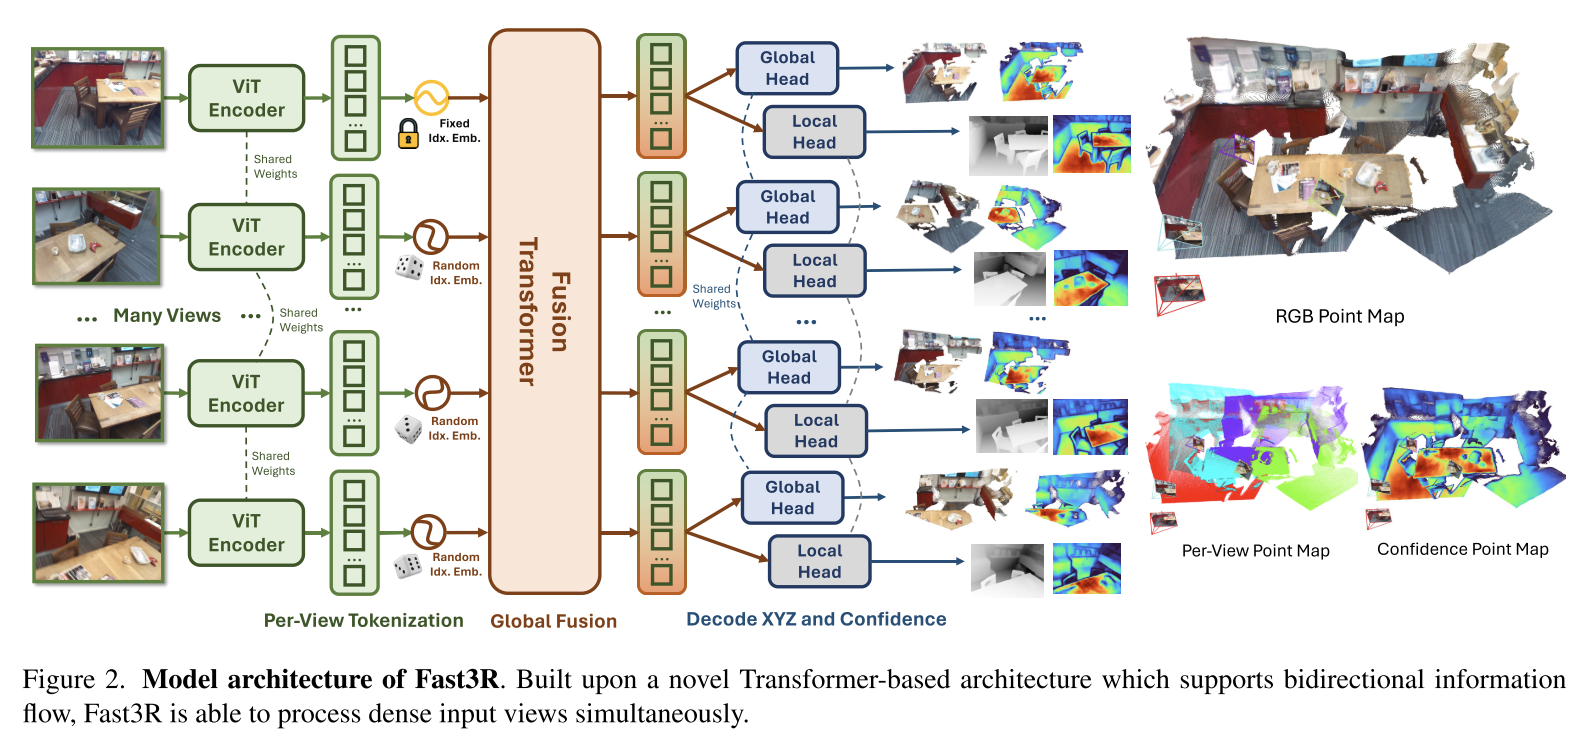 ViT
Encoder
Fixed
Idx. Emb.
Shared
Weights
ViT
Encoder
Random
Idx. Emb.
... Many Views ...
Shared
Weights
...
ViT
Encoder
Random
Idx. Emb.
Shared
Weights
ViT
Encoder
Random
Idx. Emb.
Per-View Tokenization
Fusion
Transformer
Global Fusion
Global
Head
Local
Head
Global
Head
Local
Head
Shared
Weights
...
...
...
Global
Head
Local
Head
Global
Head
Local
Head
Decode XYZ and Confidence
RGB Point Map
Per-View Point Map
Confidence Point Map
Figure 2. Model architecture of Fast3R. Built upon a novel Transformer-based architecture which supports bidirectional information
flow, Fast3R is able to process dense input views simultaneously.